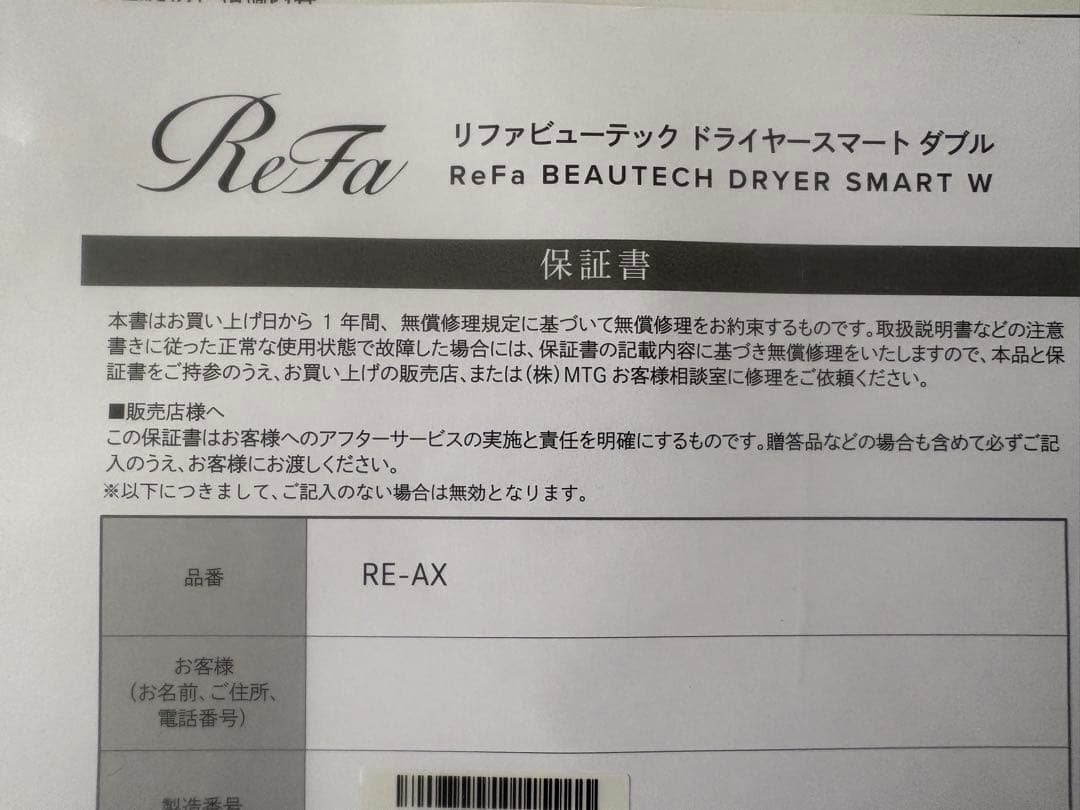 ReFa
リファビューテック ドライヤースマート ダブル
ReFa BEAUTECH DRYER SMART W
保証書
本書はお買い上げ日から 1 年間、無償修理規定に基づいて無償修理をお約束するものです。取扱説明書などの注意
書きに従った正常な使用状態で故障した場合には、保証書の記載内容に基づき無償修理をいたしますので、本品と保
証書をご持参のうえ、お買い上げの販売店、または(株)MTG お客様相談室に修理をご依頼ください。
■販売店様へ
この保証書はお客様へのアフターサービスの実施と責任を明確にするものです。贈答品などの場合も含めて必ずご記
入のうえ、お客様にお渡しください。
※以下につきまして、ご記入のない場合は無効となります。
品番
RE-AX
お客様
(お名前、ご住所、
電話番号)
製造番号